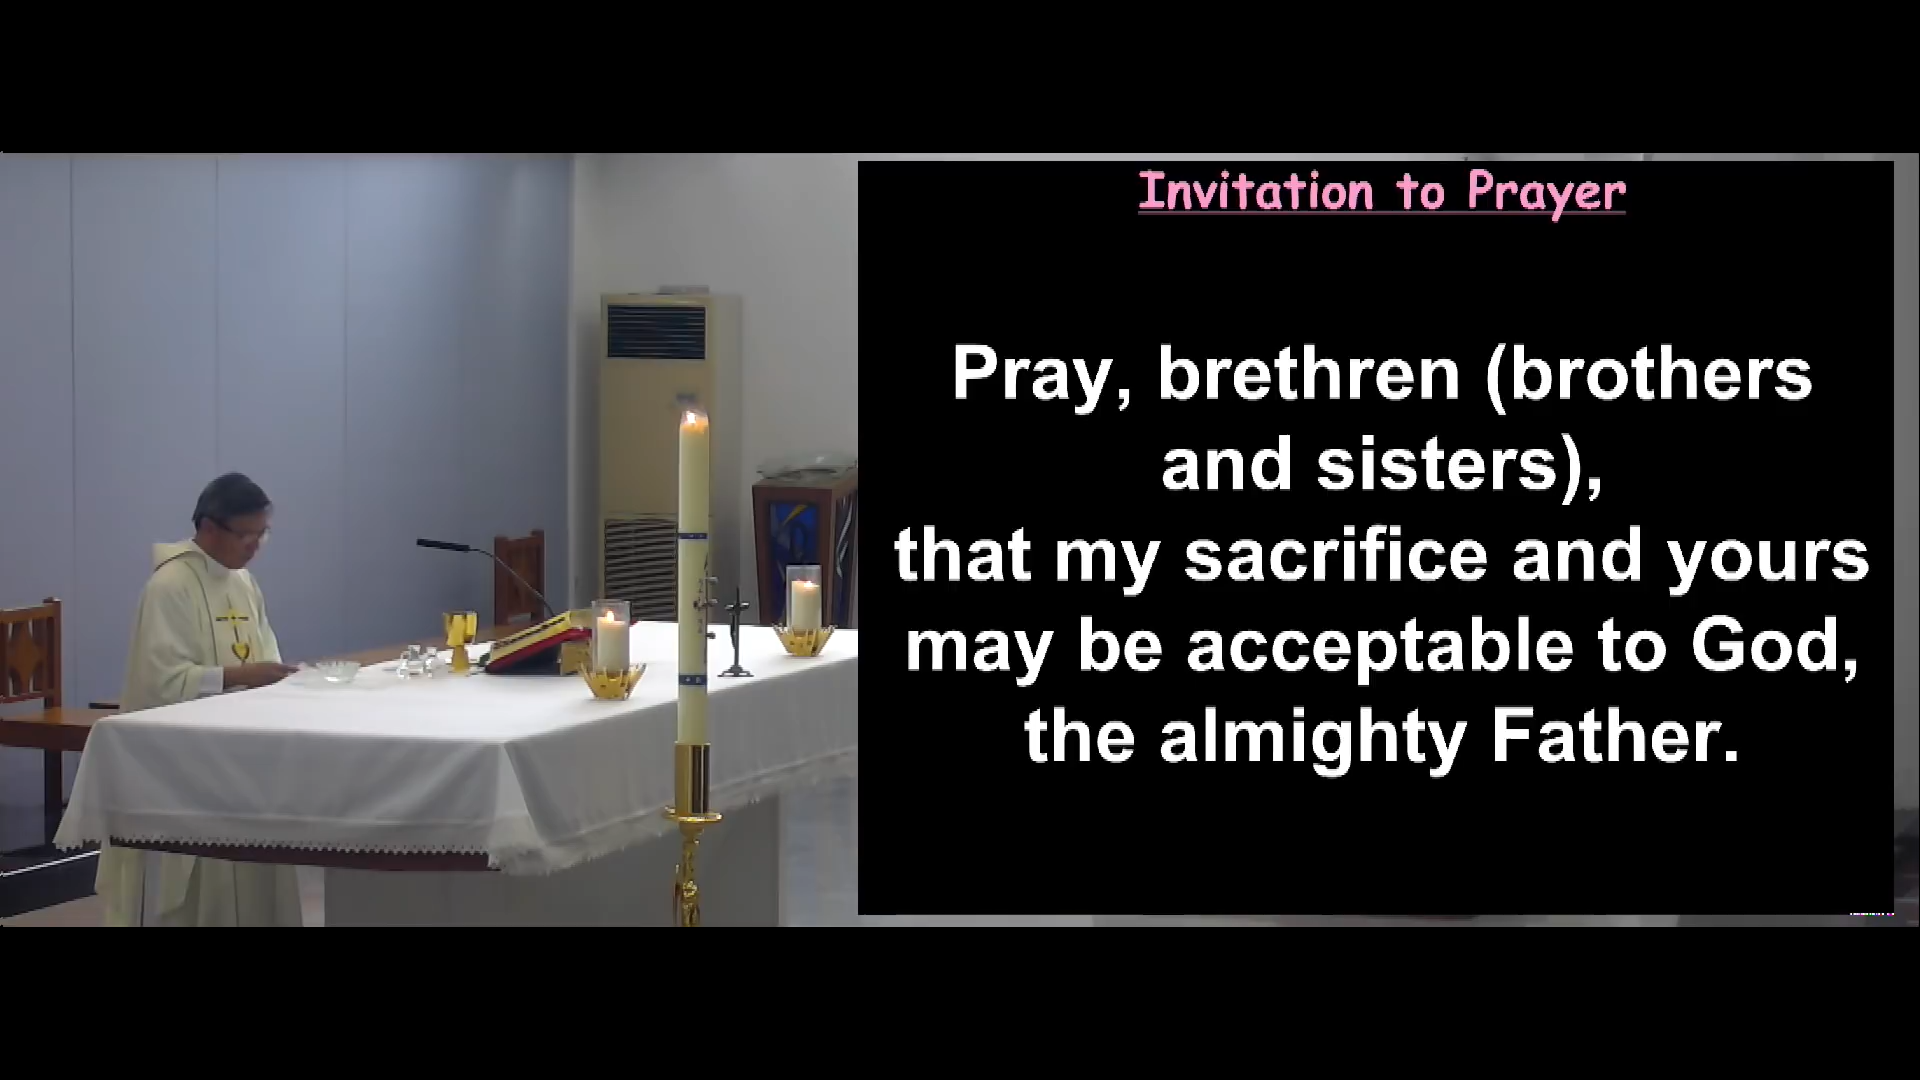 Invitation to Prayer
Pray, brethren (brothers
and sisters),
that my sacrifice and yours
may be acceptable to God,
the almighty Father.